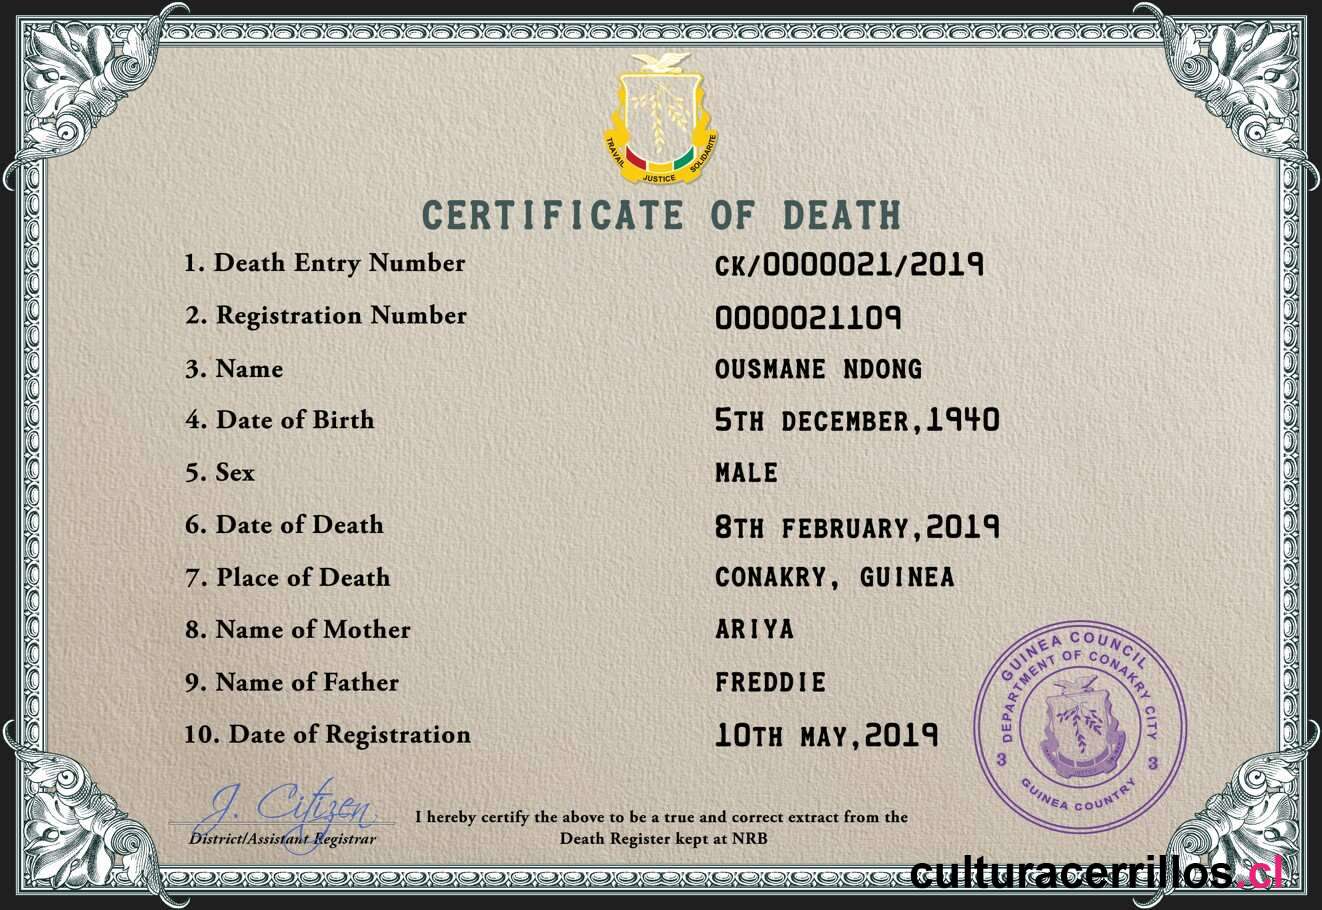 TRAVAIL JUSTICE SOLIDARITE
CERTIFICATE OF DEATH
1. Death Entry Number CK/0000021/2019
2. Registration Number 0000021109
3. Name OUSMANE NDONG
4. Date of Birth 5TH DECEMBER,1940
5. Sex MALE
6. Date of Death 8TH FEBRUARY,2019
7. Place of Death CONAKRY, GUINEA
8. Name of Mother ARIYA
9. Name of Father FREDDIE
10. Date of Registration 10TH MAY,2019
GUINEA COUNCIL
DEPARTMENT OF CONAKRY CITY
3 3
GUINEA COUNTRY
J. Citizen
District/Assistant Registrar
I hereby certify the above to be a true and correct extract from the
Death Register kept at NRB
culturacerrillos.cl